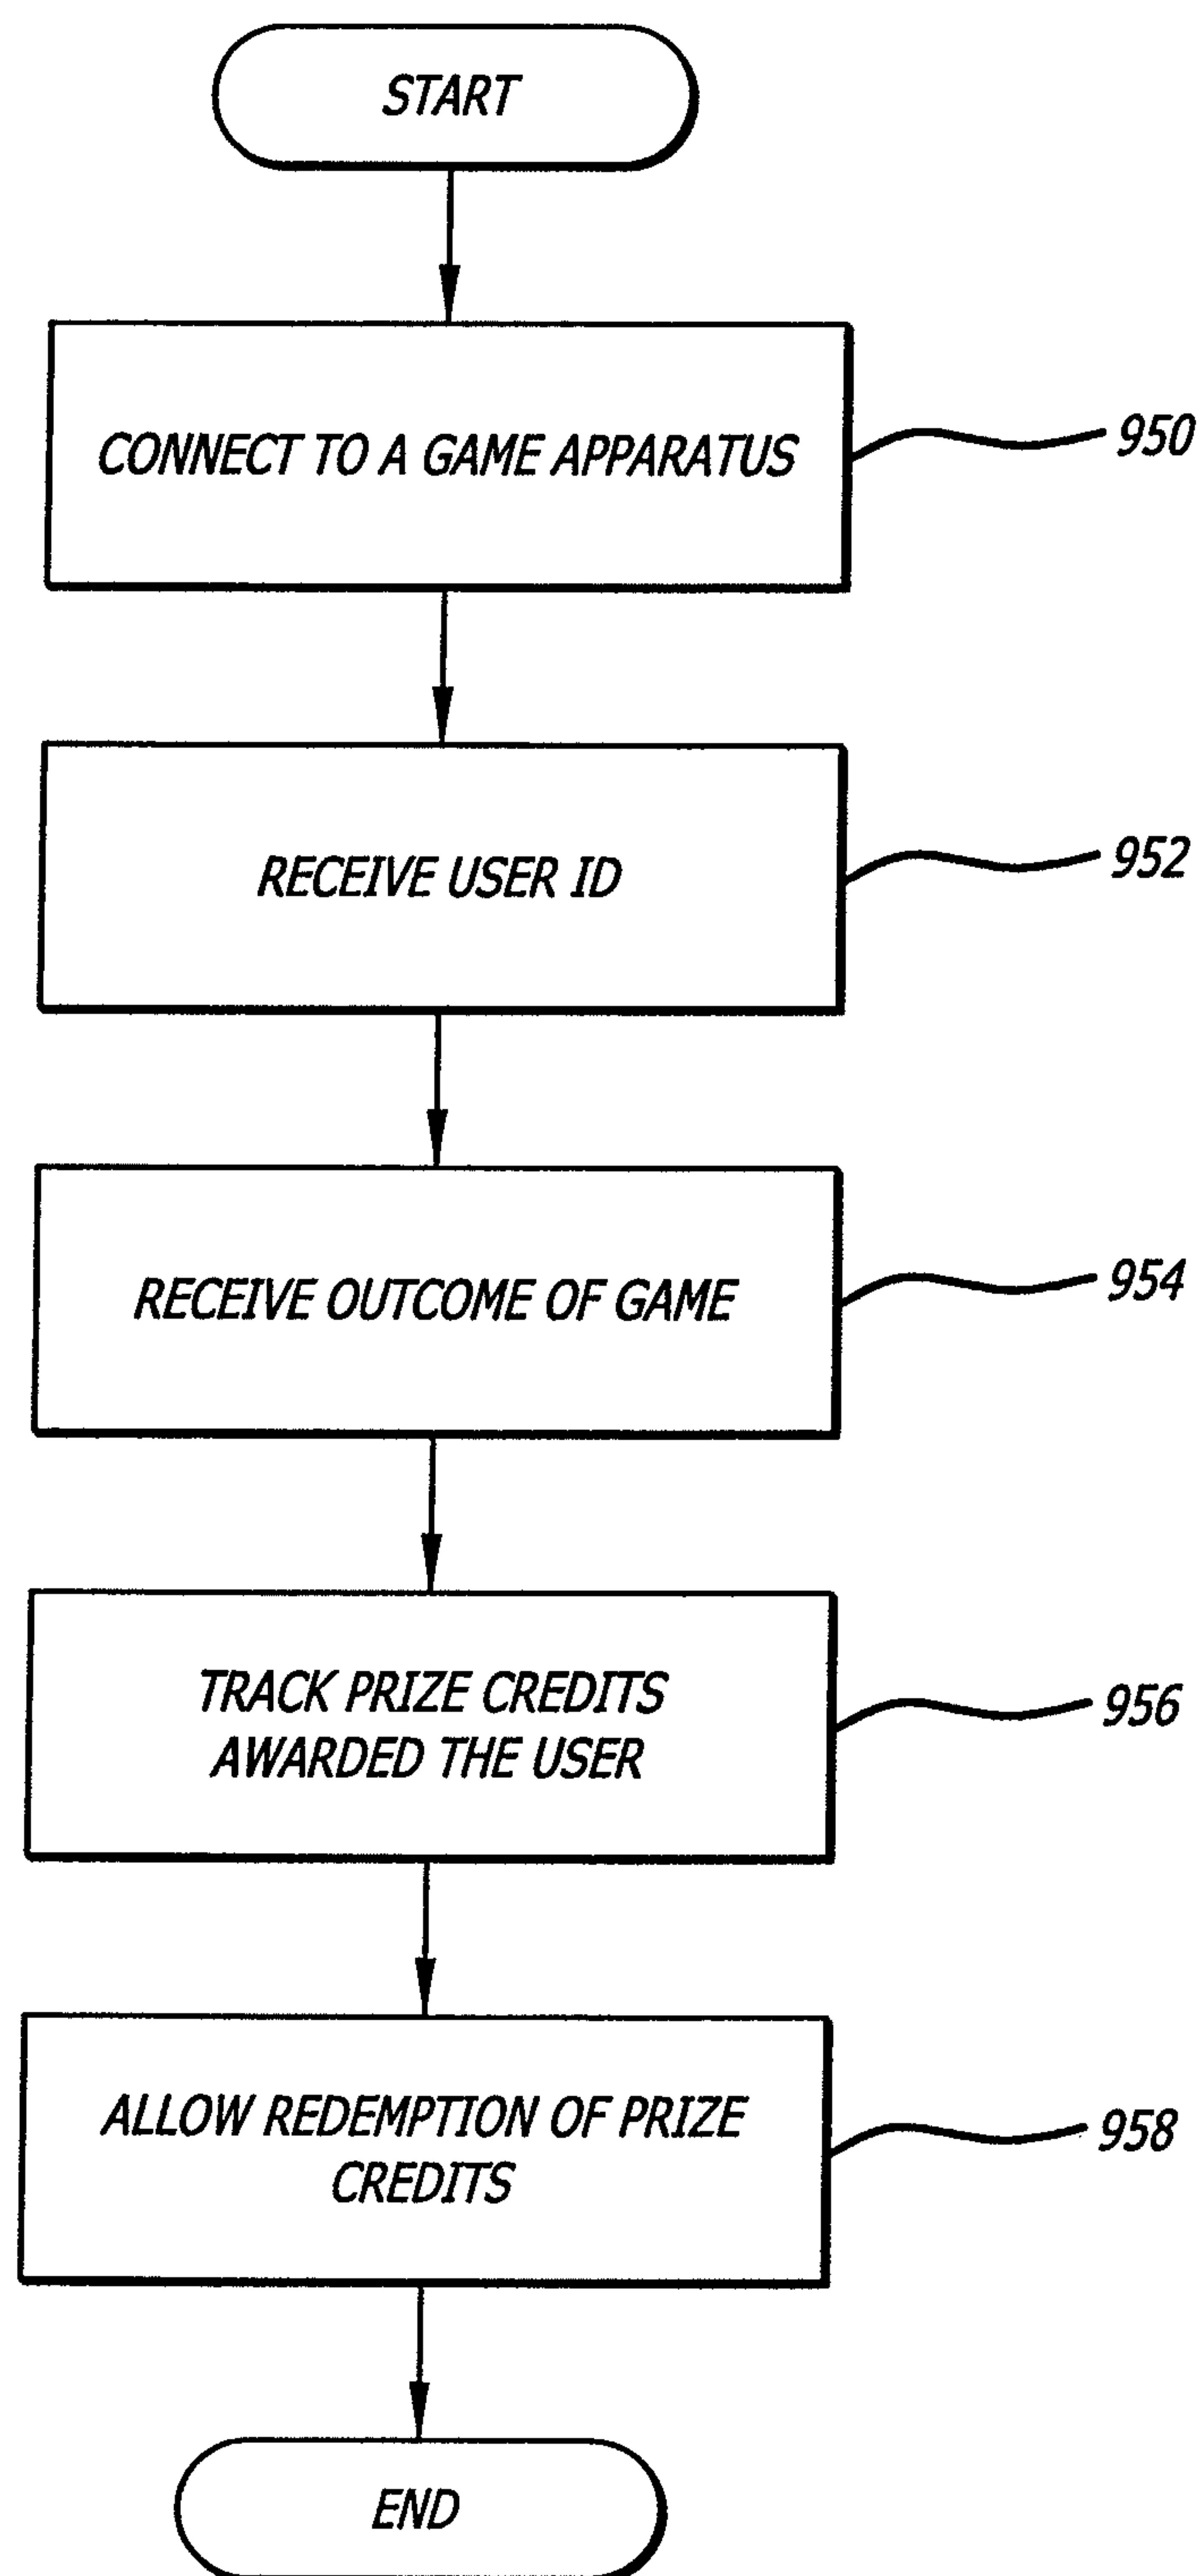 START
CONNECT TO A GAME APPARATUS
950
RECEIVE USER ID
952
RECEIVE OUTCOME OF GAME
954
TRACK PRIZE CREDITS
AWARDED THE USER
956
ALLOW REDEMPTION OF PRIZE
CREDITS
958
END